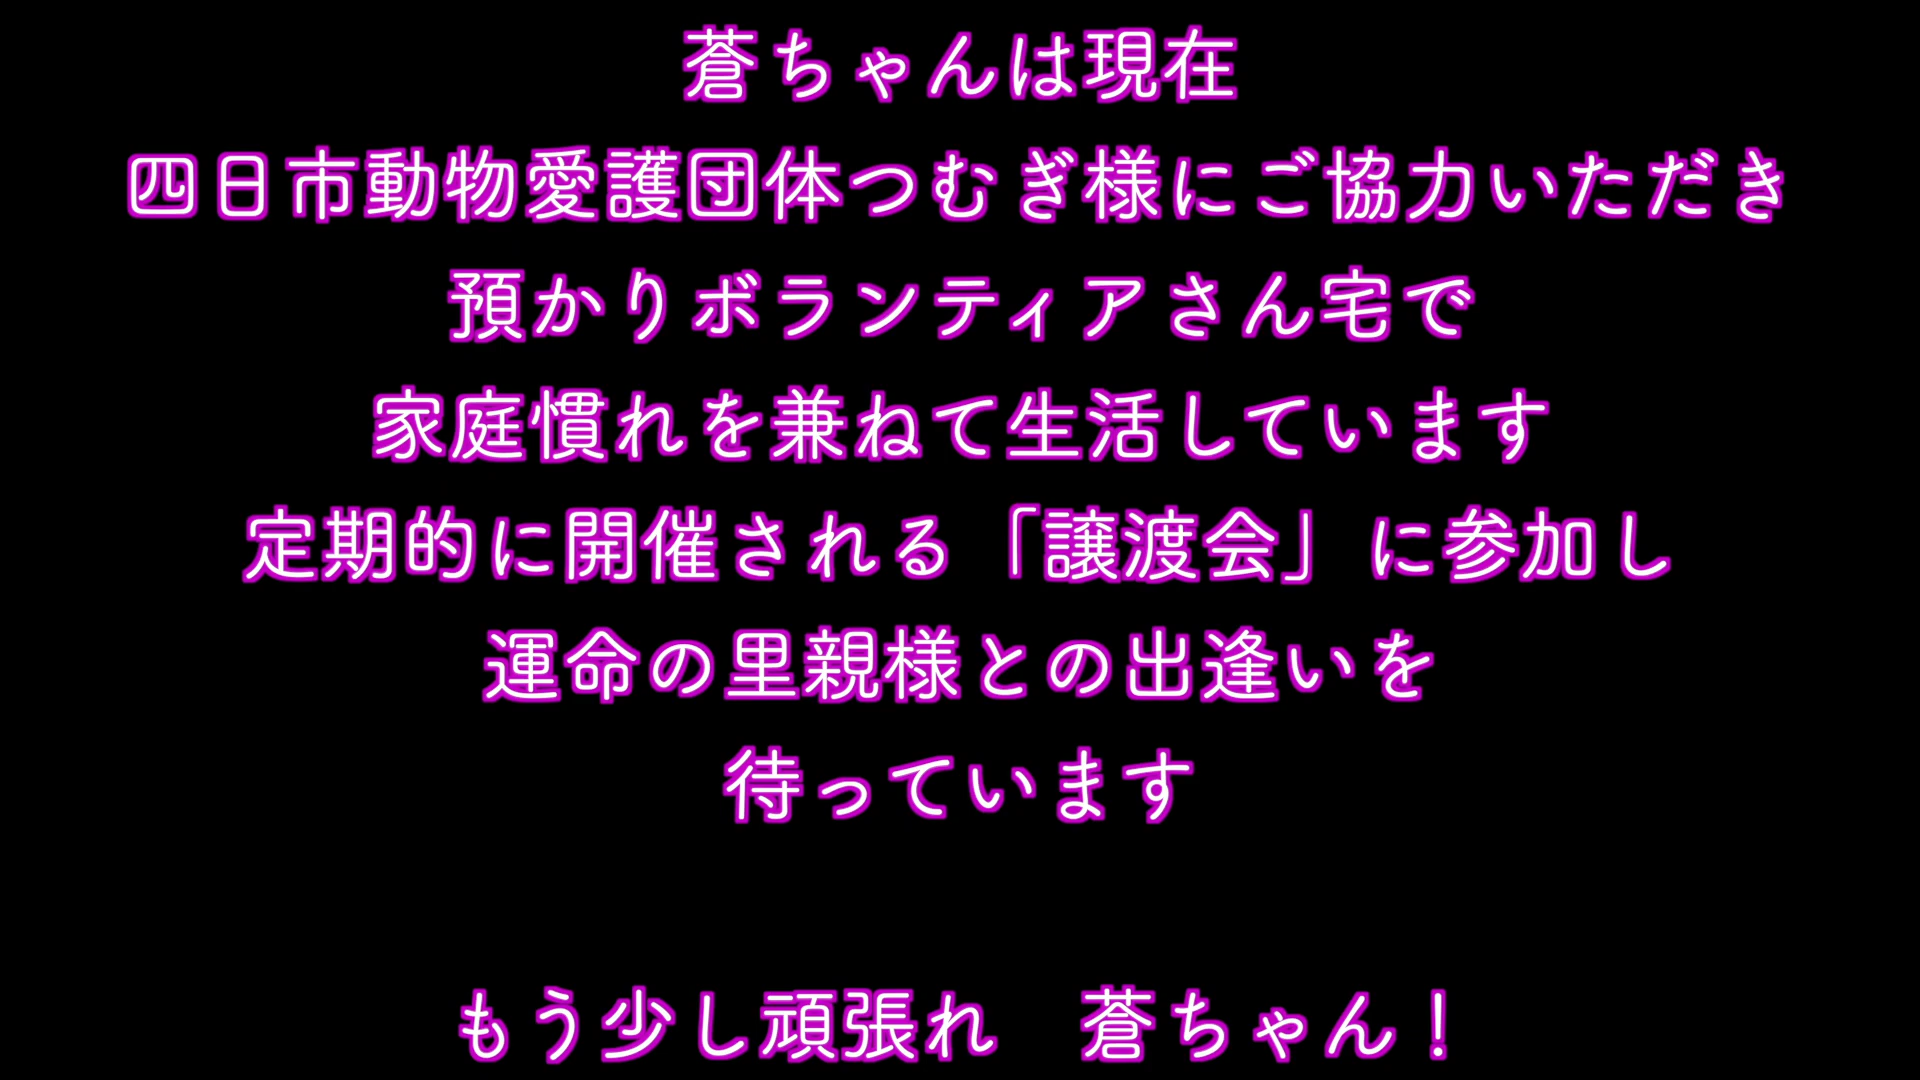 蒼ちゃんは現在
四日市動物愛護団体つむぎ様にご協力いただき
預かりボランティアさん宅で
家庭慣れを兼ねて生活しています
定期的に開催される「譲渡会」に参加し
運命の里親様との出逢いを
待っています
もう少し頑張れ　蒼ちゃん！